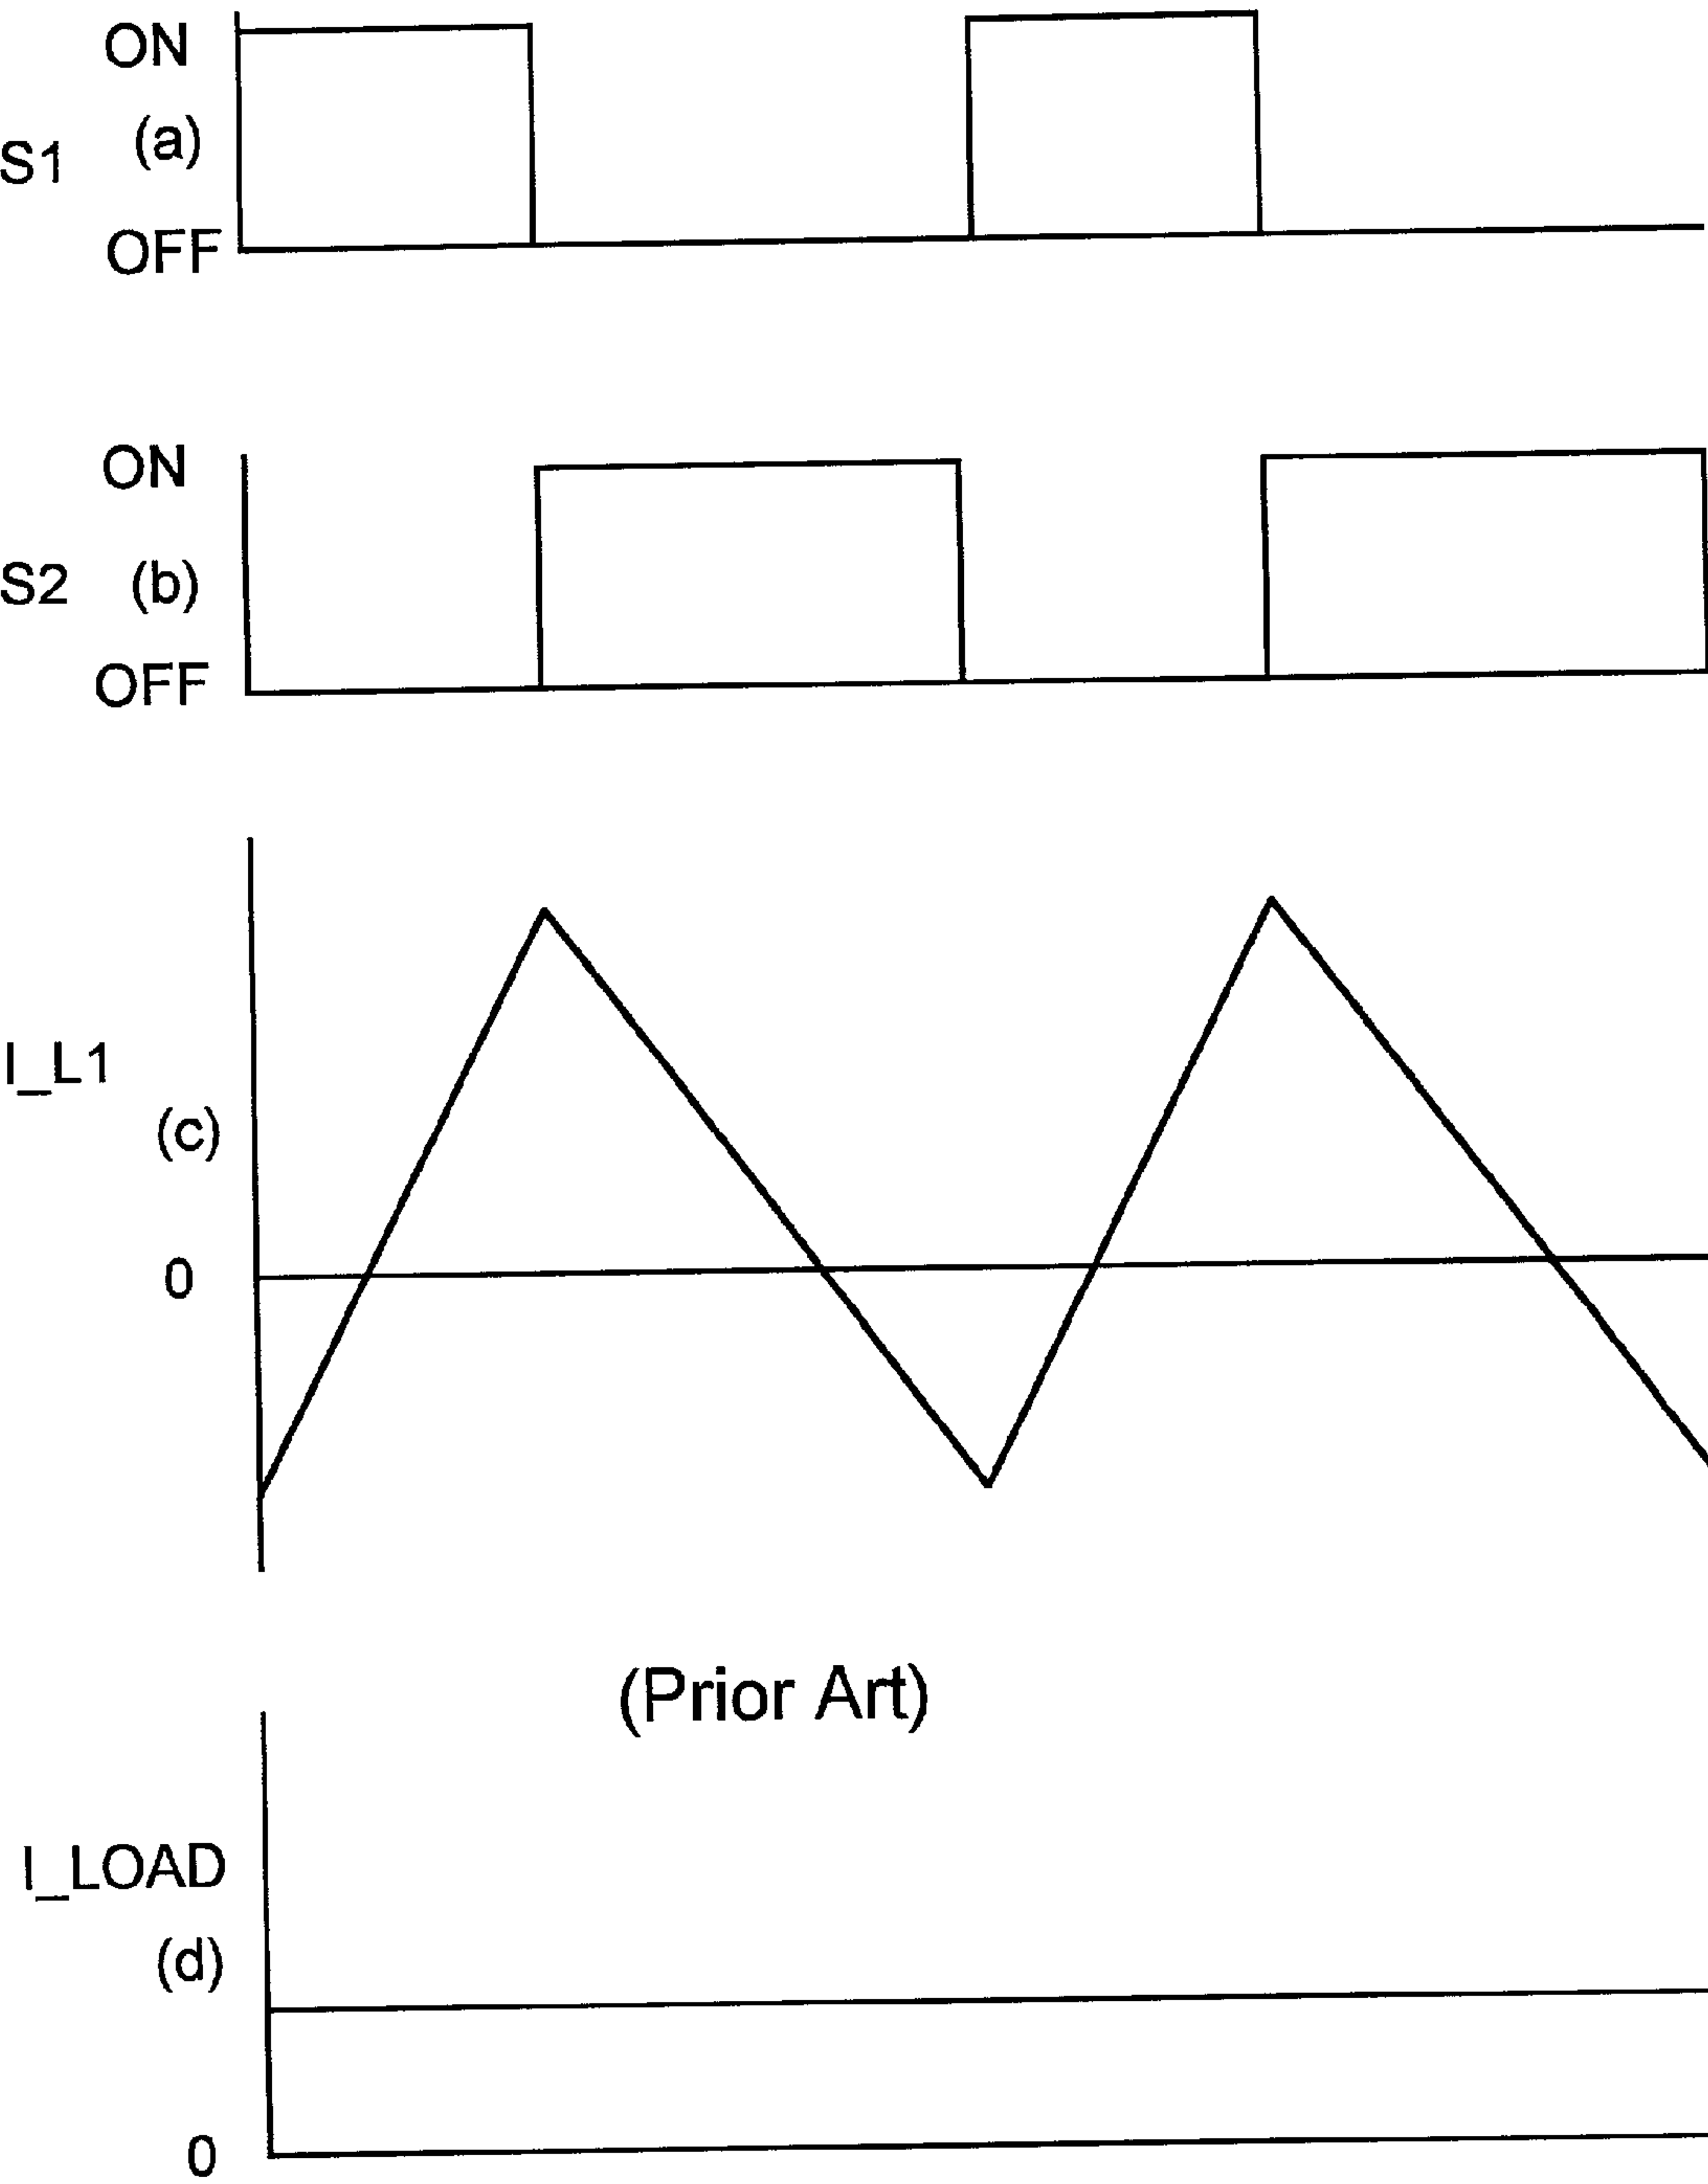 ON
(a)
S1
OFF
ON
S2 (b)
OFF
I_L1
(c)
0
(Prior Art)
I_LOAD
(d)
0